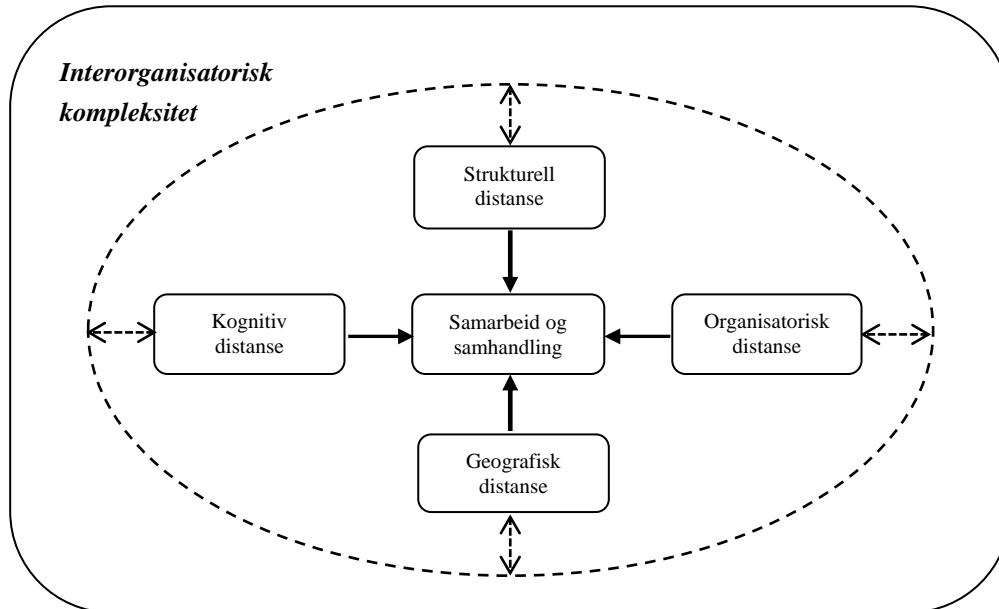 Interorganisatorisk
kompleksitet
Strukturell
distanse
Kognitiv
distanse
Samarbeid og
samhandling
Organisatorisk
distanse
Geografisk
distanse